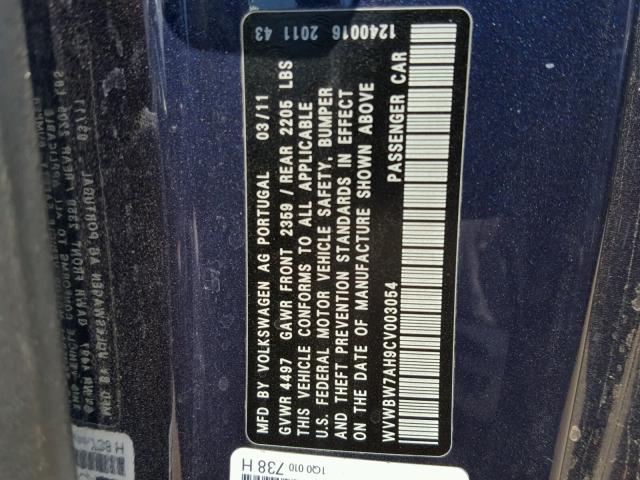 1240016 2011 43
MFD BY VOLKSWAGEN AG PORTUGAL 03/11
GVWR 4497 GAWR FRONT 2359 / REAR 2205 LBS
THIS VEHICLE CONFORMS TO ALL APPLICABLE
U.S. FEDERAL MOTOR VEHICLE SAFETY, BUMPER
AND THEFT PREVENTION STANDARDS IN EFFECT
ON THE DATE OF MANUFACTURE SHOWN ABOVE
PASSENGER CAR
WVWBW7AH9CV003054
1Q0 010 738 H